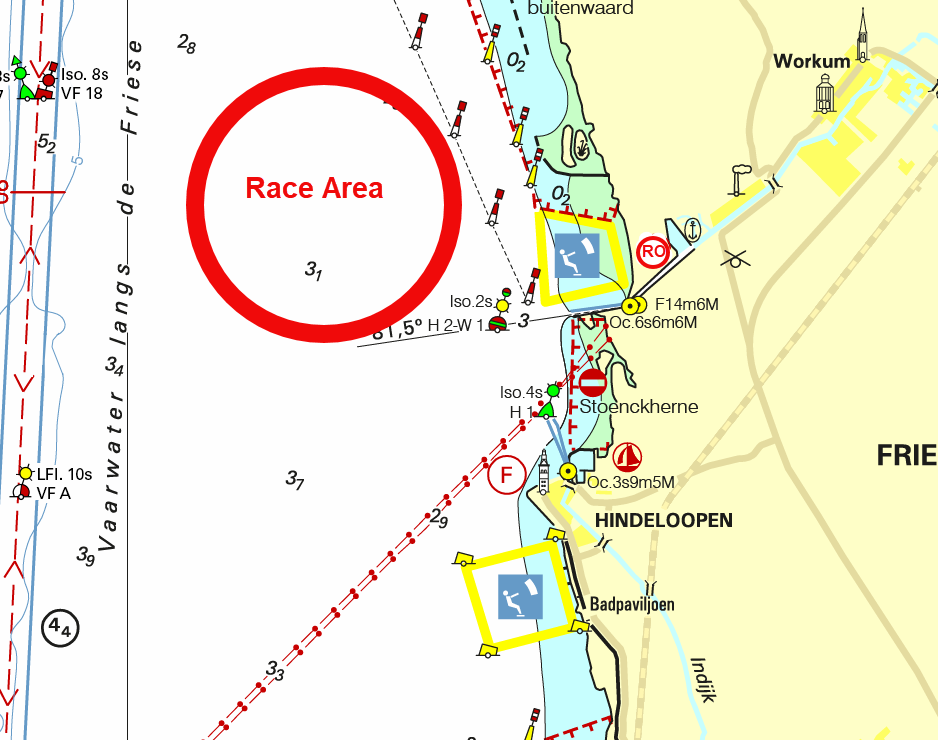 buitenwaard
2₈
Workum
0₂
8s
Iso. 8s
VF 18
5₂
5
Vaarwater langs de Friese
Race Area
0₂
RO
3₁
Iso.2s
F14m6M
81,5° H 2-W 1
3
Oc.6s6m6M
3₄
Iso.4s
H 1
Stoenckherne
FRIE
F
3₇
LFl. 10s
VF A
Oc.3s9m5M
2₉
HINDELOOPEN
3₉
Badpaviljoen
4₄
3₃
Indijk